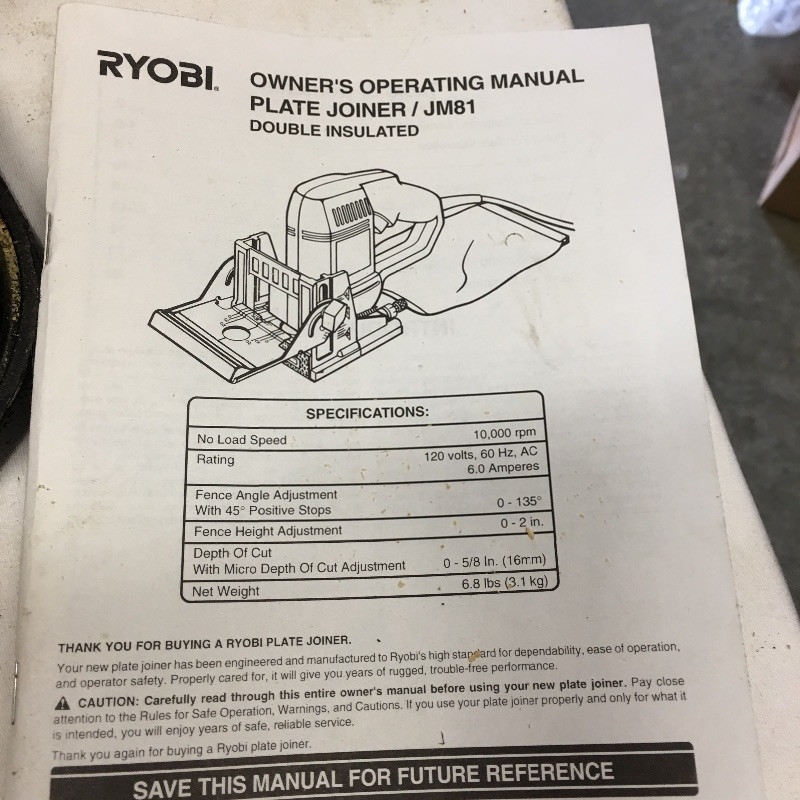 RYOBI®
OWNER'S OPERATING MANUAL
PLATE JOINER / JM81
DOUBLE INSULATED
SPECIFICATIONS:
No Load Speed 10,000 rpm
Rating 120 volts, 60 Hz, AC
6.0 Amperes
Fence Angle Adjustment
With 45° Positive Stops 0 - 135°
Fence Height Adjustment 0 - 2 in.
Depth Of Cut
With Micro Depth Of Cut Adjustment 0 - 5/8 In. (16mm)
Net Weight 6.8 lbs (3.1 kg)
THANK YOU FOR BUYING A RYOBI PLATE JOINER.
Your new plate joiner has been engineered and manufactured to Ryobi's high standard for dependability, ease of operation,
and operator safety. Properly cared for, it will give you years of rugged, trouble-free performance.
CAUTION: Carefully read through this entire owner's manual before using your new plate joiner. Pay close
attention to the Rules for Safe Operation, Warnings, and Cautions. If you use your plate joiner properly and only for what it
is intended, you will enjoy years of safe, reliable service.
Thank you again for buying a Ryobi plate joiner.
SAVE THIS MANUAL FOR FUTURE REFERENCE